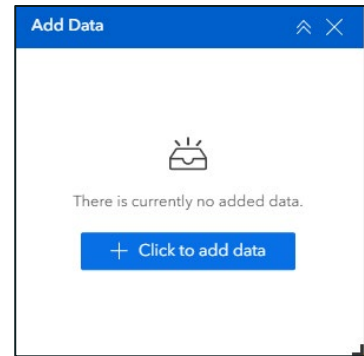 Add Data
There is currently no added data.
Click to add data